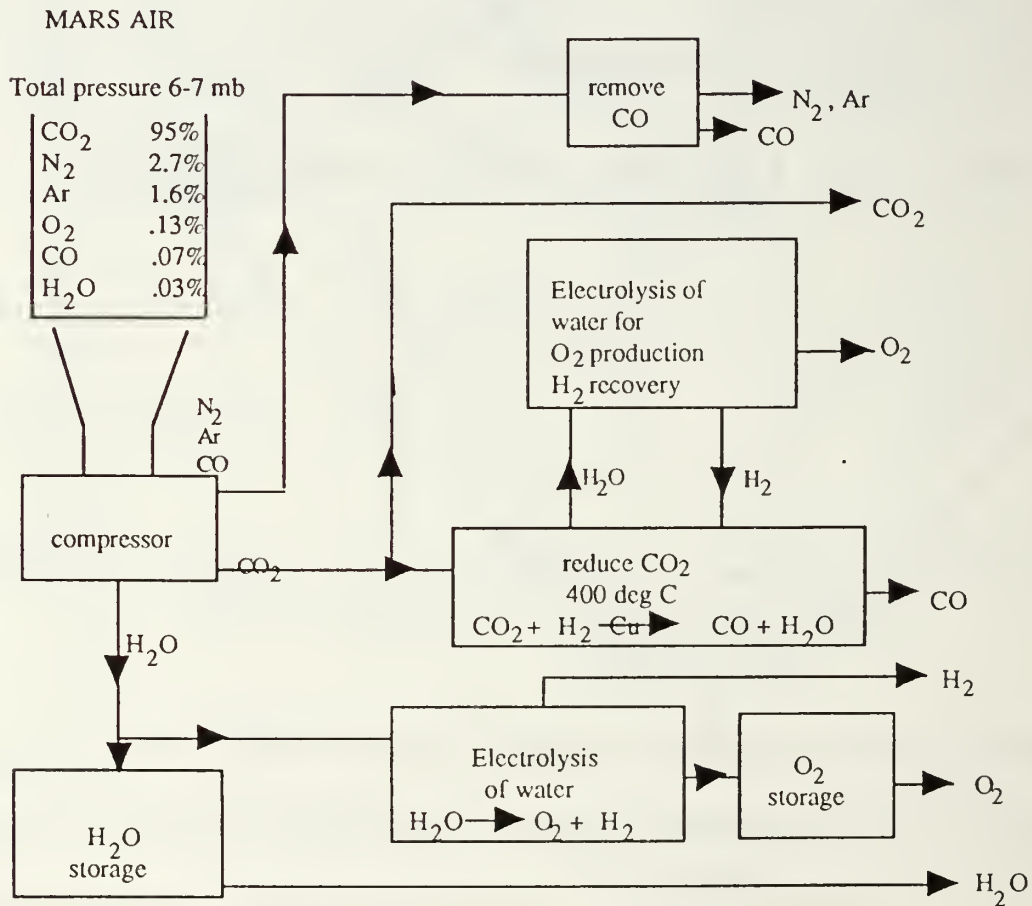 MARS AIR
Total pressure 6-7 mb
CO₂ 95%
N₂ 2.7%
Ar 1.6%
O₂ .13%
CO .07%
H₂O .03%
remove
CO
N₂, Ar
CO
CO₂
Electrolysis of
water for
O₂ production
H₂ recovery
O₂
N₂
Ar
CO
compressor
CO₂
H₂O
H₂
reduce CO₂
400 deg C
CO₂ + H₂ Cu CO + H₂O
CO
H₂O
H₂
Electrolysis
of water
H₂O O₂ + H₂
O₂
storage
O₂
H₂O
storage
H₂O